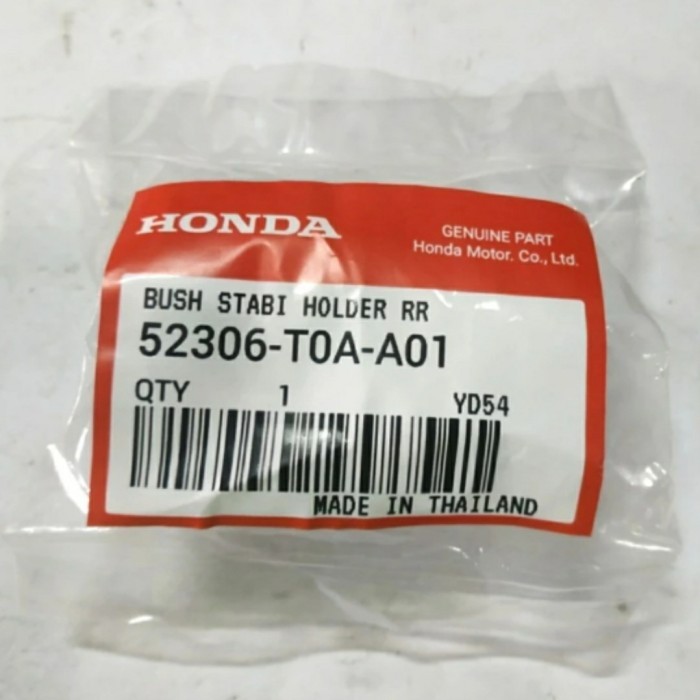 HONDA
GENUINE PART
Honda Motor. Co., Ltd.
BUSH STABI HOLDER RR
52306-T0A-A01
QTY 1 YD54
MADE IN THAILAND